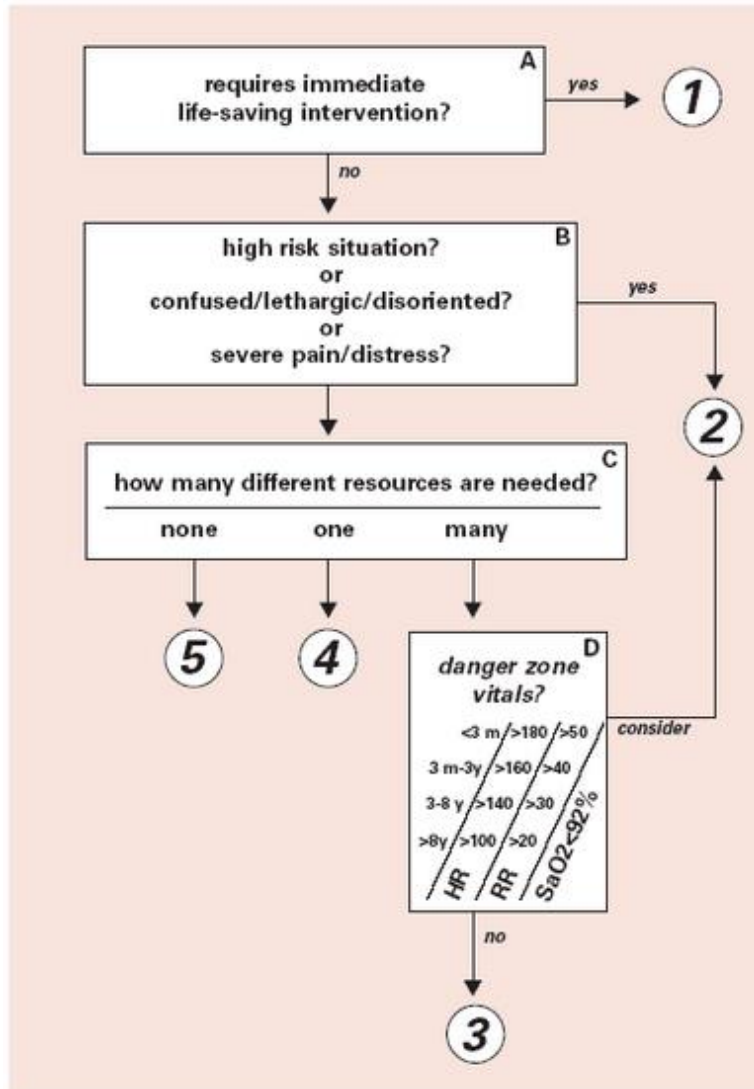 A
requires immediate
life-saving intervention?
yes
1
no
B
high risk situation?
or
confused/lethargic/disoriented?
or
severe pain/distress?
yes
2
C
how many different resources are needed?
none one many
5 4
D
danger zone
vitals?
consider
<3 m >180 >50
3 m-3y >160 >40
3-8 y >140 >30
>8y >100 >20
HR RR SaO2<92%
no
3